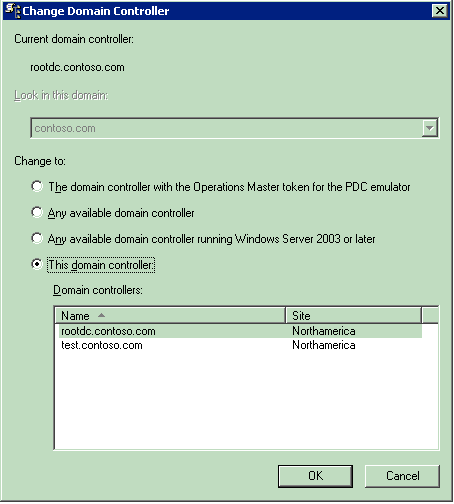 Change Domain Controller
Current domain controller:
rootdc.contoso.com
Look in this domain:
contoso.com
Change to:
The domain controller with the Operations Master token for the PDC emulator
Any available domain controller
Any available domain controller running Windows Server 2003 or later
This domain controller:
Domain controllers:
Name Site
rootdc.contoso.com Northamerica
test.contoso.com Northamerica
OK Cancel